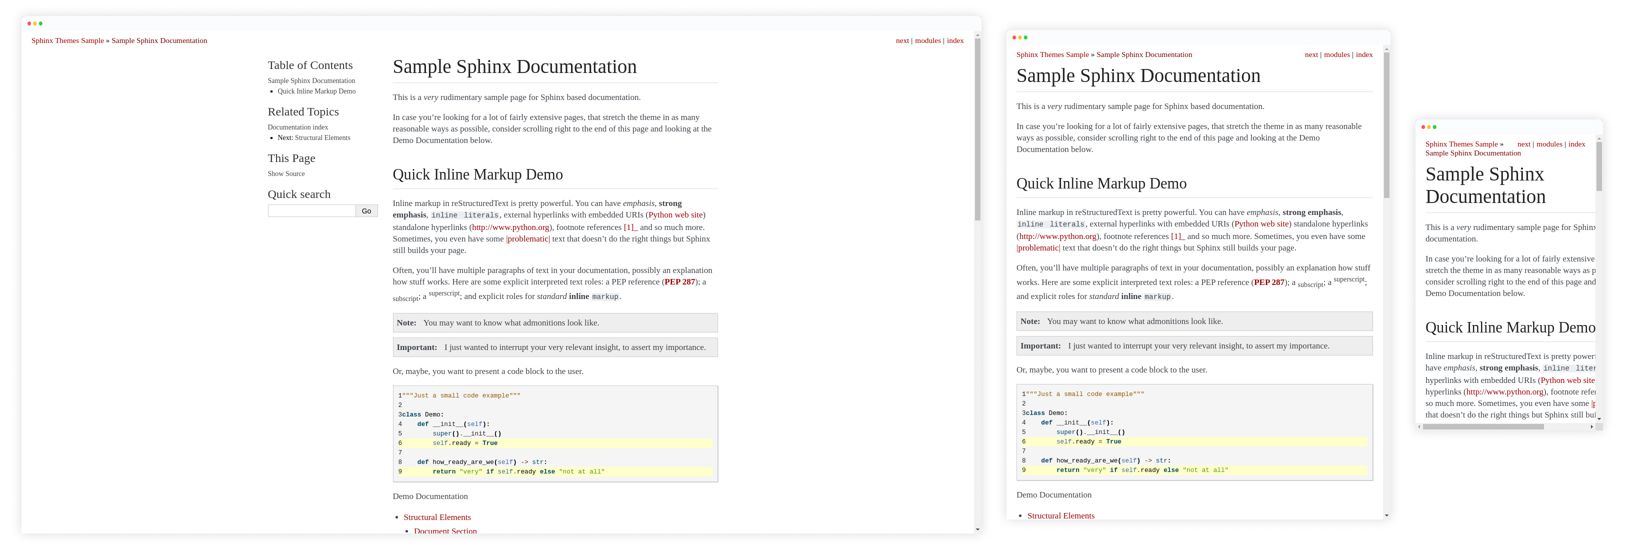 Sphinx Themes Sample » Sample Sphinx Documentation
next | modules | index
Table of Contents
Sample Sphinx Documentation
Quick Inline Markup Demo
Related Topics
Documentation index
Next: Structural Elements
This Page
Show Source
Quick search
Go
Sample Sphinx Documentation
This is a very rudimentary sample page for Sphinx based documentation.
In case you’re looking for a lot of fairly extensive pages, that stretch the theme in as many
reasonable ways as possible, consider scrolling right to the end of this page and looking at the
Demo Documentation below.
Quick Inline Markup Demo
Inline markup in reStructuredText is pretty powerful. You can have emphasis, strong
emphasis, inline literals, external hyperlinks with embedded URIs (Python web site)
standalone hyperlinks (http://www.python.org), footnote references [1]_ and so much more.
Sometimes, you even have some |problematic| text that doesn’t do the right things but Sphinx
still builds your page.
Often, you’ll have multiple paragraphs of text in your documentation, possibly an explanation
how stuff works. Here are some explicit interpreted text roles: a PEP reference (PEP 287); a
subscript; a superscript; and explicit roles for standard inline markup.
Note: You may want to know what admonitions look like.
Important: I just wanted to interrupt your very relevant insight, to assert my importance.
Or, maybe, you want to present a code block to the user.
1"""Just a small code example"""
2
3class Demo:
4    def __init__(self):
5        super().__init__()
6        self.ready = True
7
8    def how_ready_are_we(self) -> str:
9        return "very" if self.ready else "not at all"
Demo Documentation
Structural Elements
Document Section
Sphinx Themes Sample » Sample Sphinx Documentation
next | modules | index
Sample Sphinx Documentation
This is a very rudimentary sample page for Sphinx based documentation.
In case you’re looking for a lot of fairly extensive pages, that stretch the theme in as many reasonable
ways as possible, consider scrolling right to the end of this page and looking at the Demo
Documentation below.
Quick Inline Markup Demo
Inline markup in reStructuredText is pretty powerful. You can have emphasis, strong emphasis,
inline literals, external hyperlinks with embedded URIs (Python web site) standalone hyperlinks
(http://www.python.org), footnote references [1]_ and so much more. Sometimes, you even have some
|problematic| text that doesn’t do the right things but Sphinx still builds your page.
Often, you’ll have multiple paragraphs of text in your documentation, possibly an explanation how stuff
works. Here are some explicit interpreted text roles: a PEP reference (PEP 287); a subscript; a superscript;
and explicit roles for standard inline markup.
Note: You may want to know what admonitions look like.
Important: I just wanted to interrupt your very relevant insight, to assert my importance.
Or, maybe, you want to present a code block to the user.
1"""Just a small code example"""
2
3class Demo:
4    def __init__(self):
5        super().__init__()
6        self.ready = True
7
8    def how_ready_are_we(self) -> str:
9        return "very" if self.ready else "not at all"
Demo Documentation
Structural Elements
Sphinx Themes Sample »
next | modules | index
Sample Sphinx Documentation
Sample Sphinx
Documentation
This is a very rudimentary sample page for Sphinx
documentation.
In case you’re looking for a lot of fairly extensive
stretch the theme in as many reasonable ways as p
consider scrolling right to the end of this page and
Demo Documentation below.
Quick Inline Markup Demo
Inline markup in reStructuredText is pretty power
have emphasis, strong emphasis, inline liter
hyperlinks with embedded URIs (Python web site
hyperlinks (http://www.python.org), footnote refer
so much more. Sometimes, you even have some |p
that doesn’t do the right things but Sphinx still bui